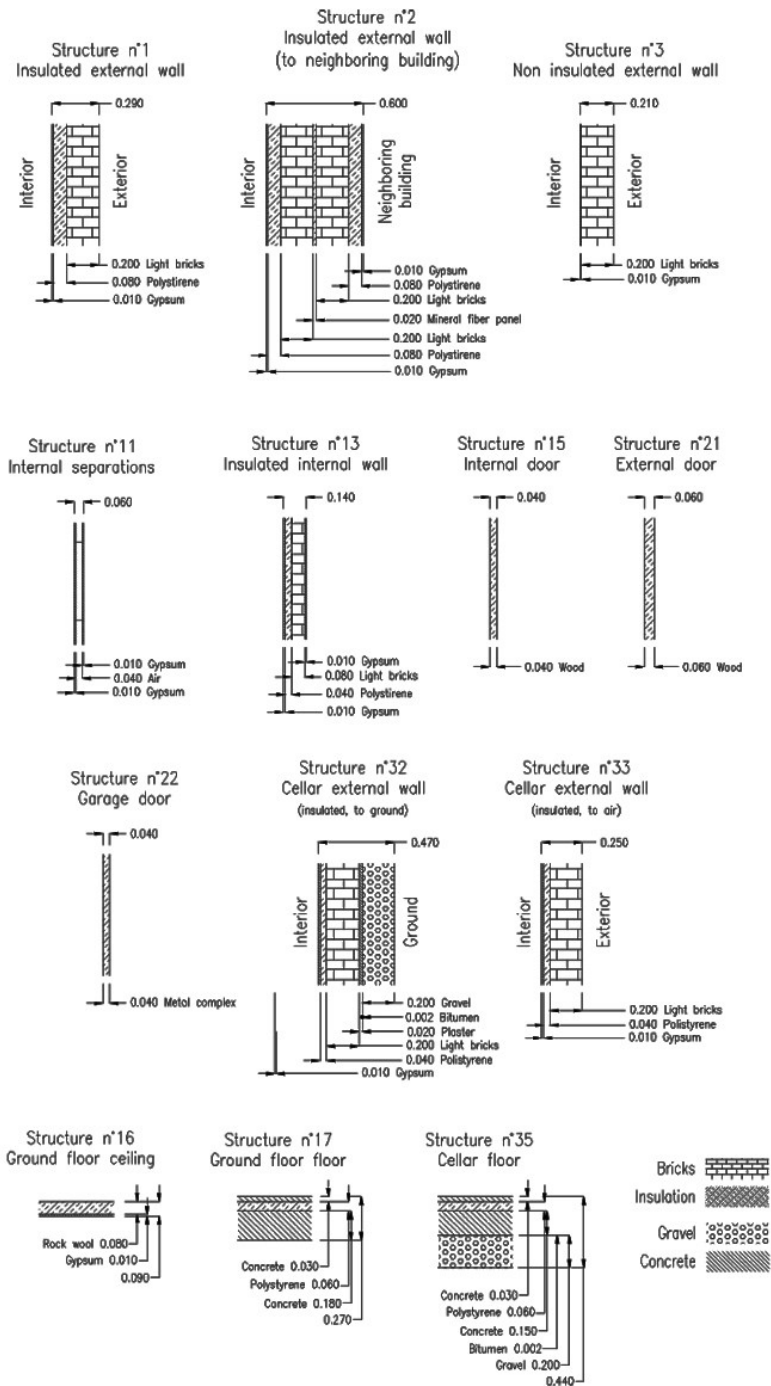 Structure n°1
Insulated external wall
0.290
Interior
Exterior
0.200 Light bricks
0.080 Polystirene
0.010 Gypsum
Structure n°2
Insulated external wall
(to neighboring building)
0.600
Interior
Neighboring
building
0.010 Gypsum
0.080 Polystirene
0.200 Light bricks
0.020 Mineral fiber panel
0.200 Light bricks
0.080 Polystirene
0.010 Gypsum
Structure n°3
Non insulated external wall
0.210
Interior
Exterior
0.200 Light bricks
0.010 Gypsum
Structure n°11
Internal separations
0.060
0.010 Gypsum
0.040 Air
0.010 Gypsum
Structure n°13
Insulated internal wall
0.140
0.010 Gypsum
0.080 Light bricks
0.040 Polystirene
0.010 Gypsum
Structure n°15
Internal door
0.040
0.040 Wood
Structure n°21
External door
0.060
0.060 Wood
Structure n°22
Garage door
0.040
0.040 Metal complex
Structure n°32
Cellar external wall
(insulated, to ground)
0.470
Interior
Ground
0.200 Gravel
0.002 Bitumen
0.020 Plaster
0.200 Light bricks
0.040 Polistyrene
0.010 Gypsum
Structure n°33
Cellar external wall
(insulated, to air)
0.250
Interior
Exterior
0.200 Light bricks
0.040 Polistyrene
0.010 Gypsum
Structure n°16
Ground floor ceiling
Rock wool 0.080
Gypsum 0.010
0.090
Structure n°17
Ground floor floor
Concrete 0.030
Polystyrene 0.060
Concrete 0.180
0.270
Structure n°35
Cellar floor
Concrete 0.030
Polystyrene 0.060
Concrete 0.150
Bitumen 0.002
Gravel 0.200
0.440
Bricks
Insulation
Gravel
Concrete